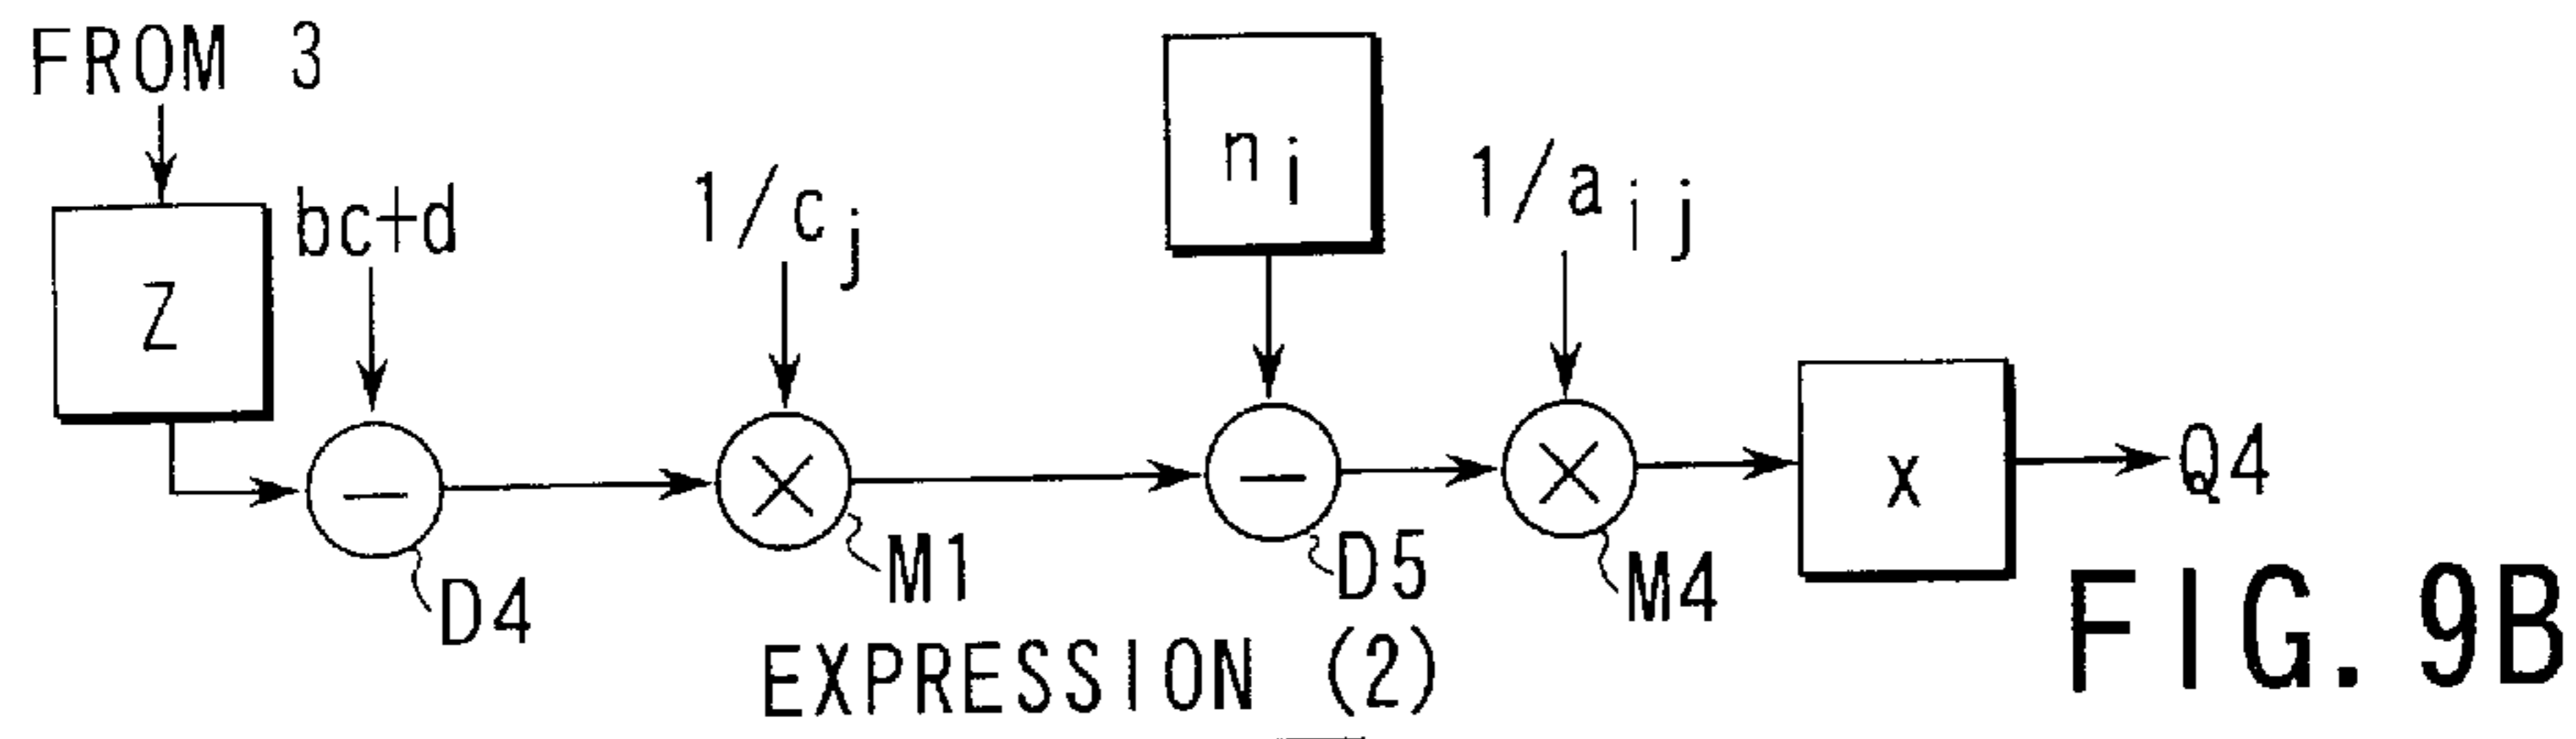 FROM 3
Z
bc+d
1/cj
ni
1/aij
x
Q4
D4
M1
D5
M4
EXPRESSION (2)
FIG. 9B